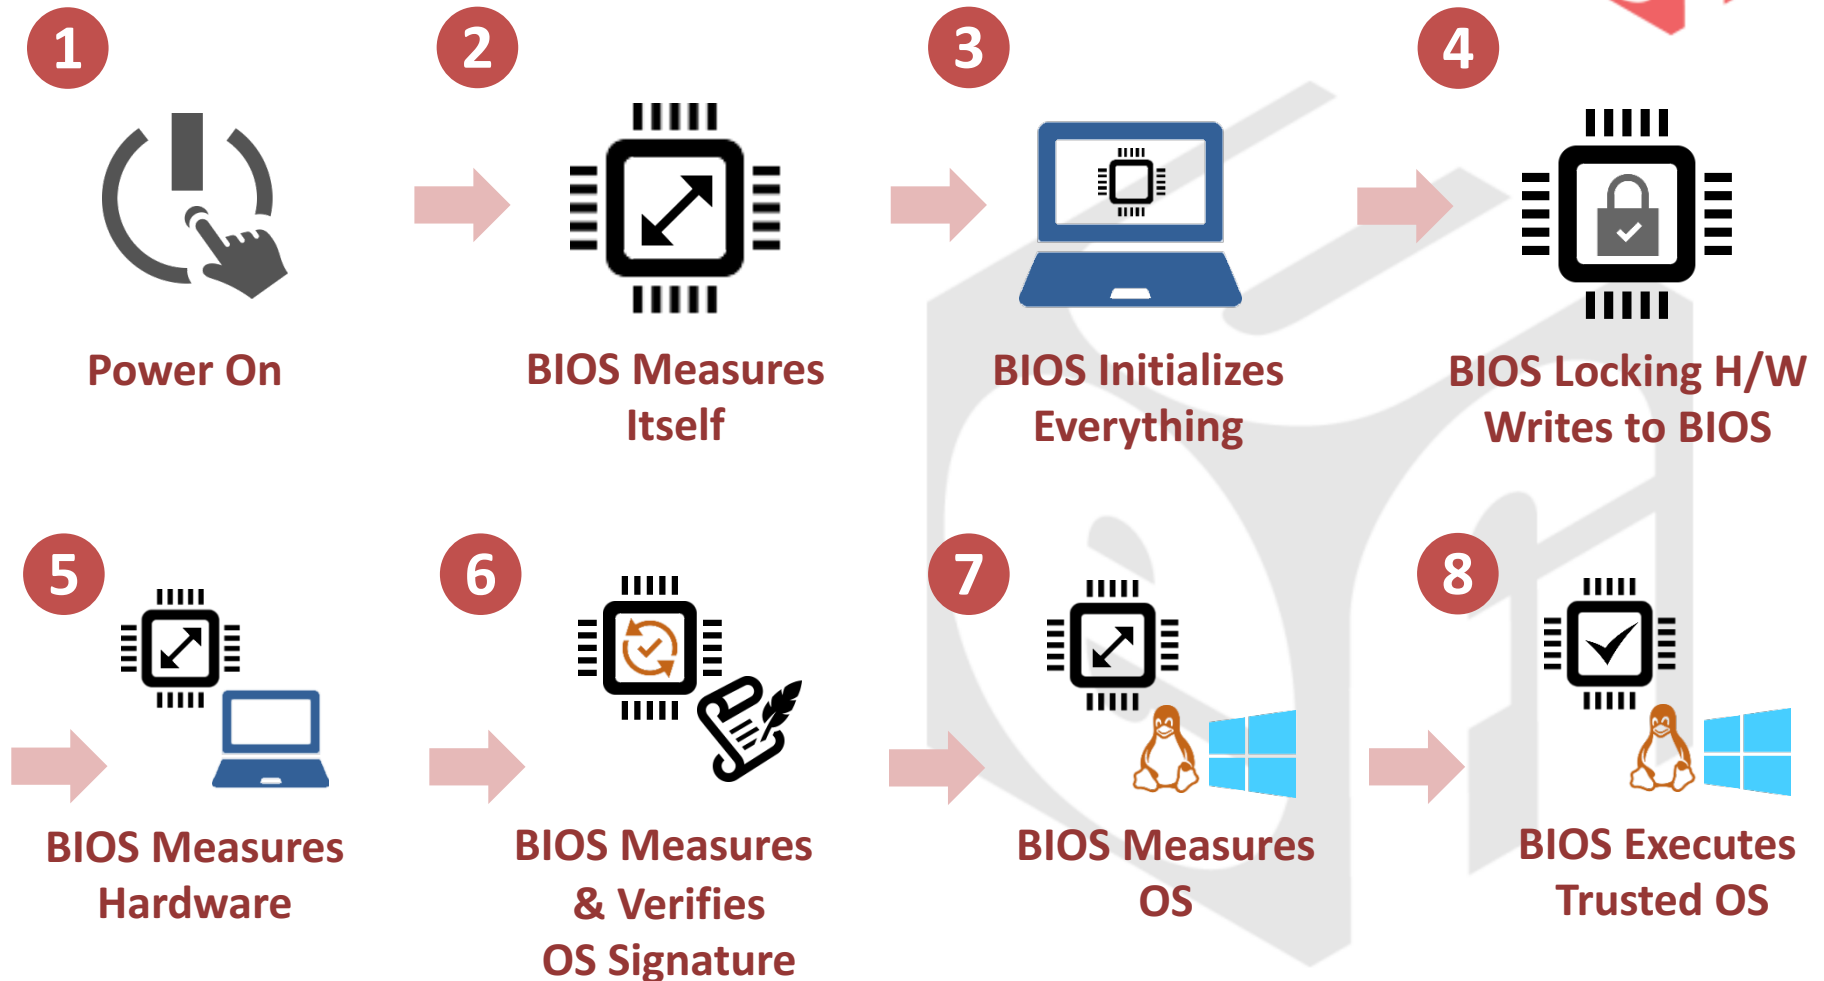 1
2
3
4
Power On
BIOS Measures
Itself
BIOS Initializes
Everything
BIOS Locking H/W
Writes to BIOS
5
6
7
8
BIOS Measures
Hardware
BIOS Measures
& Verifies
OS Signature
BIOS Measures
OS
BIOS Executes
Trusted OS